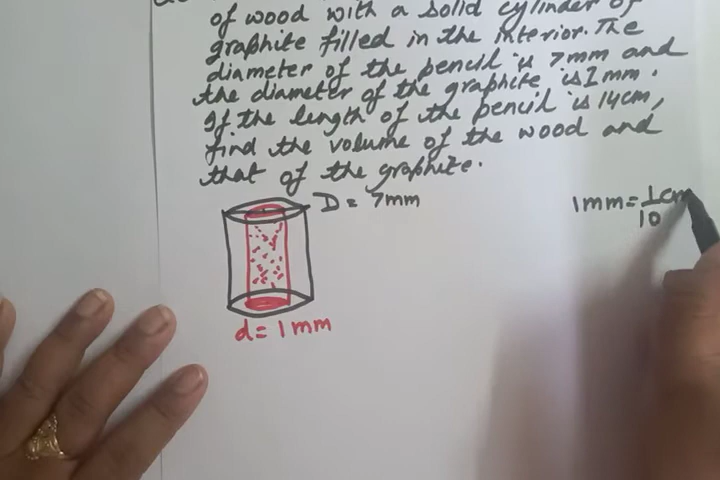 of wood with a solid cylinder of
graphite filled in the interior. The
diameter of the pencil is 7mm and
the diameter of the graphite is 1mm.
If the length of the pencil is 14cm,
find the volume of the wood and
that of the graphite.
D = 7mm
1mm = 1/10 cm
d = 1mm